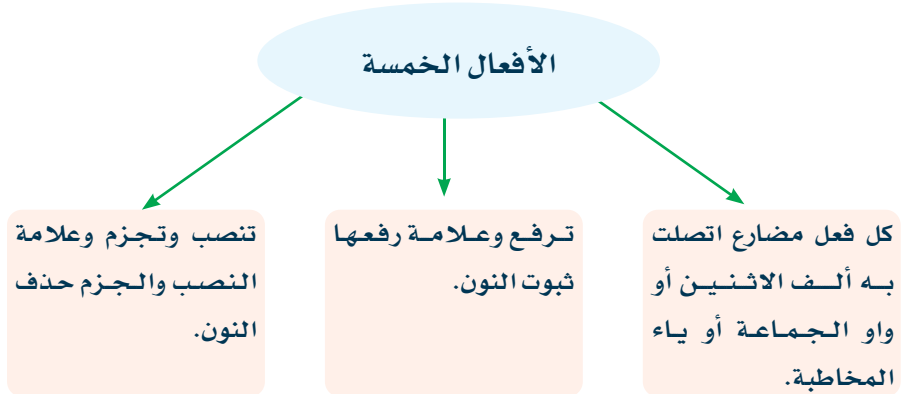 الأفعال الخمسة
كل فعل مضارع اتصلت
به ألف الاثنين أو
واو الجماعة أو ياء
المخاطبة.
ترفع وعلامة رفعها
ثبوت النون.
تنصب وتجزم وعلامة
النصب والجزم حذف
النون.